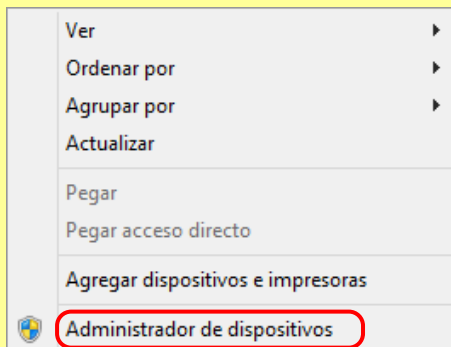 Ver
Ordenar por
Agrupar por
Actualizar
Pegar
Pegar acceso directo
Agregar dispositivos e impresoras
Administrador de dispositivos